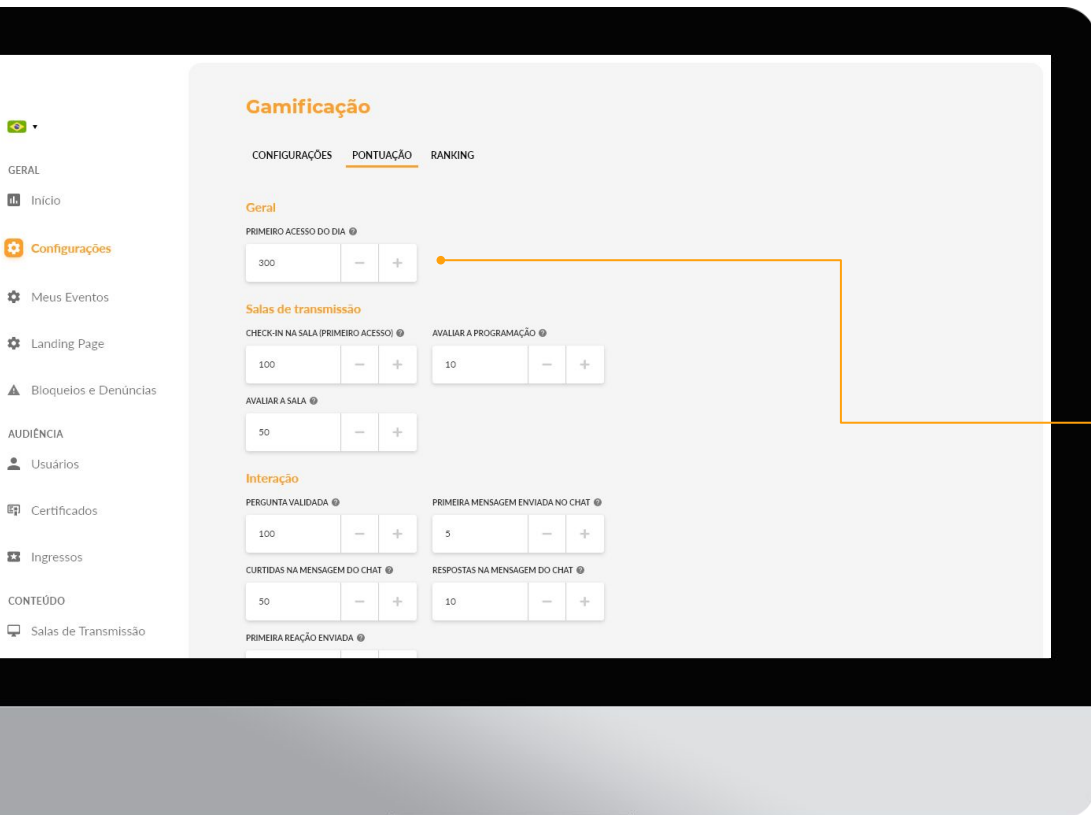 GERAL
Início
Configurações
Meus Eventos
Landing Page
Bloqueios e Denúncias
AUDIÊNCIA
Usuários
Certificados
Ingressos
CONTEÚDO
Salas de Transmissão
Gamificação
CONFIGURAÇÕES PONTUAÇÃO RANKING
Geral
PRIMEIRO ACESSO DO DIA
300
Salas de transmissão
CHECK-IN NA SALA (PRIMEIRO ACESSO) AVALIAR A PROGRAMAÇÃO
100 10
AVALIAR A SALA
50
Interação
PERGUNTA VALIDADA PRIMEIRA MENSAGEM ENVIADA NO CHAT
100 5
CURTIDAS NA MENSAGEM DO CHAT RESPOSTAS NA MENSAGEM DO CHAT
50 10
PRIMEIRA REAÇÃO ENVIADA